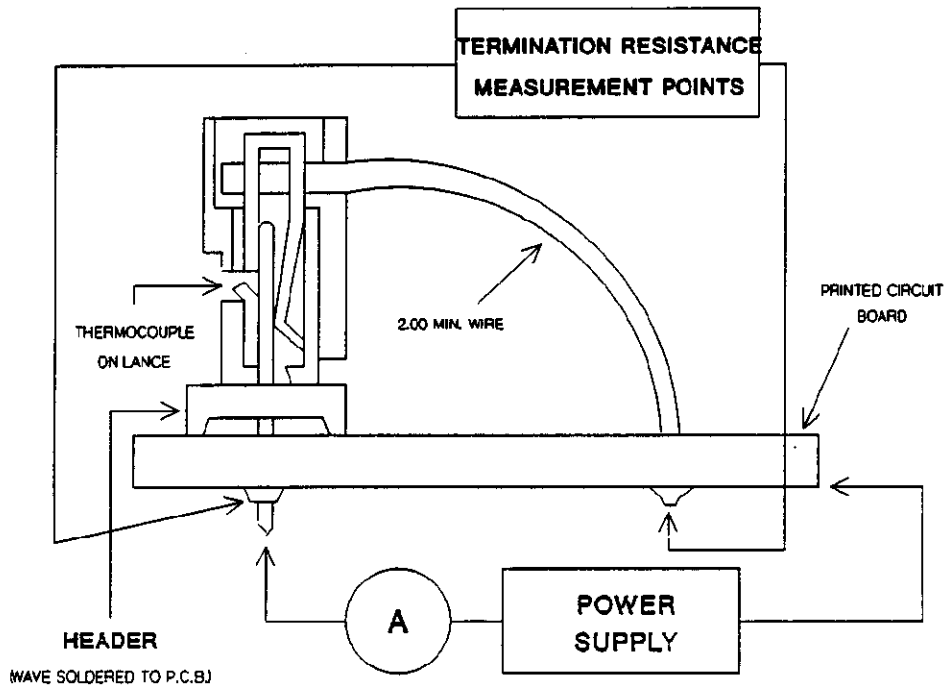 TERMINATION RESISTANCE
MEASUREMENT POINTS
THERMOCOUPLE
ON LANCE
2.00 MIN. WIRE
PRINTED CIRCUIT
BOARD
A
POWER
SUPPLY
HEADER
(WAVE SOLDERED TO P.C.B.)